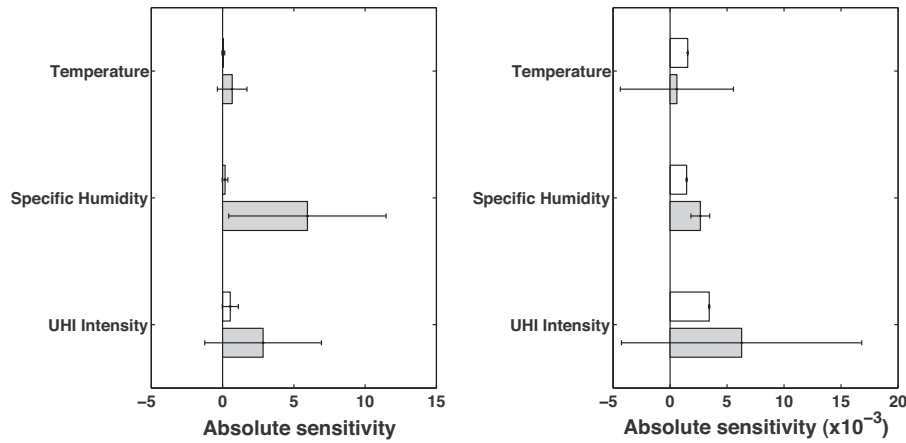 Temperature
Specific Humidity
UHI Intensity
−5 0 5 10 15
Absolute sensitivity
Temperature
Specific Humidity
UHI Intensity
−5 0 5 10 15 20
Absolute sensitivity (x10⁻³)